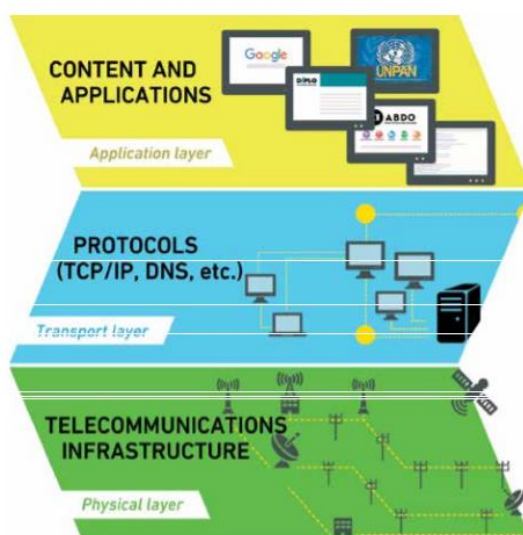 CONTENT AND
APPLICATIONS
Application layer
Google
UNPAN
DiPLO
ABDO
PROTOCOLS
(TCP/IP, DNS, etc.)
Transport layer
TELECOMMUNICATIONS
INFRASTRUCTURE
Physical layer